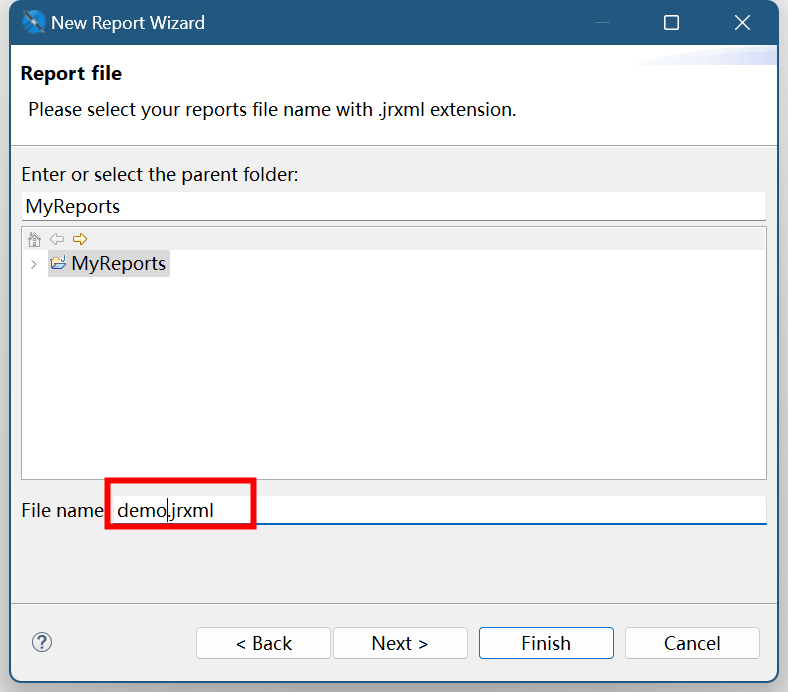 New Report Wizard
Report file
Please select your reports file name with .jrxml extension.
Enter or select the parent folder:
MyReports
MyReports
File name demo.jrxml
? < Back Next > Finish Cancel